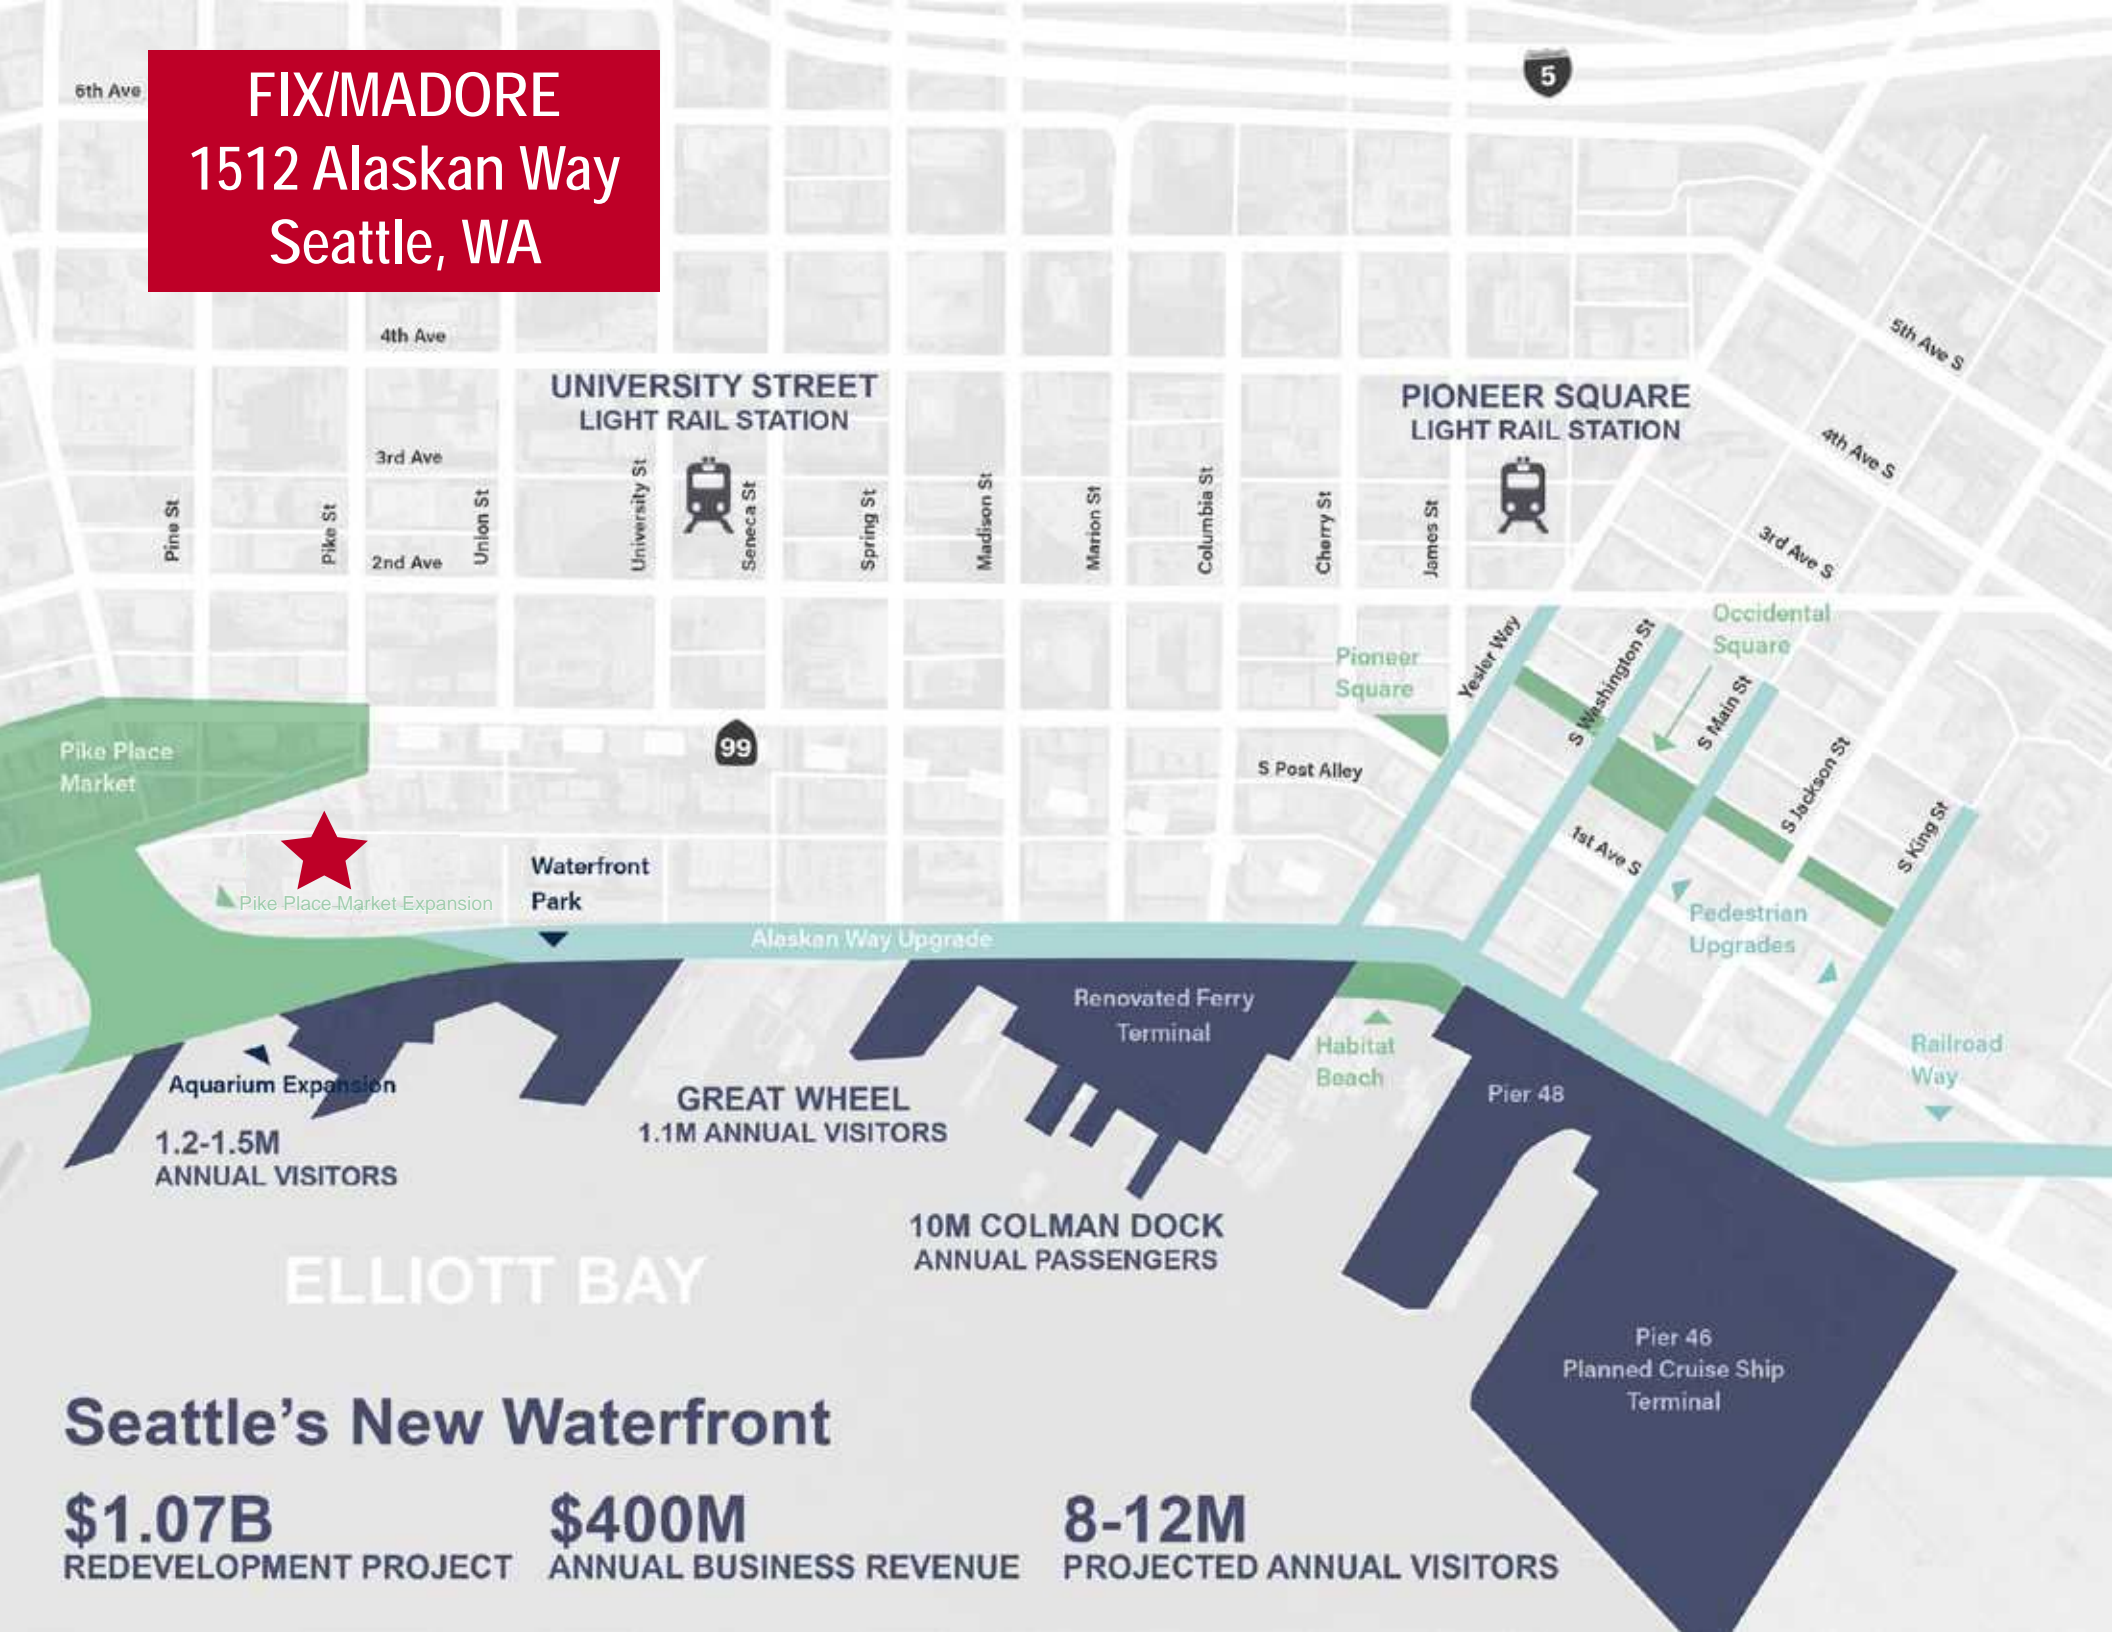 FIX/MADORE
1512 Alaskan Way
Seattle, WA
6th Ave
5
4th Ave
5th Ave S
UNIVERSITY STREET
LIGHT RAIL STATION
PIONEER SQUARE
LIGHT RAIL STATION
4th Ave S
3rd Ave
Pine St
Pike St
Union St
University St
Seneca St
Spring St
Madison St
Marion St
Columbia St
Cherry St
James St
2nd Ave
3rd Ave S
Occidental
Square
Pioneer
Square
Yesler Way
S Washington St
S Main St
S Jackson St
S King St
Pike Place
Market
99
S Post Alley
1st Ave S
Waterfront
Park
Pike Place Market Expansion
Alaskan Way Upgrade
Pedestrian
Upgrades
Renovated Ferry
Terminal
Habitat
Beach
Railroad
Way
Aquarium Expansion
1.2-1.5M
ANNUAL VISITORS
GREAT WHEEL
1.1M ANNUAL VISITORS
Pier 48
10M COLMAN DOCK
ANNUAL PASSENGERS
ELLIOTT BAY
Pier 46
Planned Cruise Ship
Terminal
Seattle's New Waterfront
$1.07B
REDEVELOPMENT PROJECT
$400M
ANNUAL BUSINESS REVENUE
8-12M
PROJECTED ANNUAL VISITORS